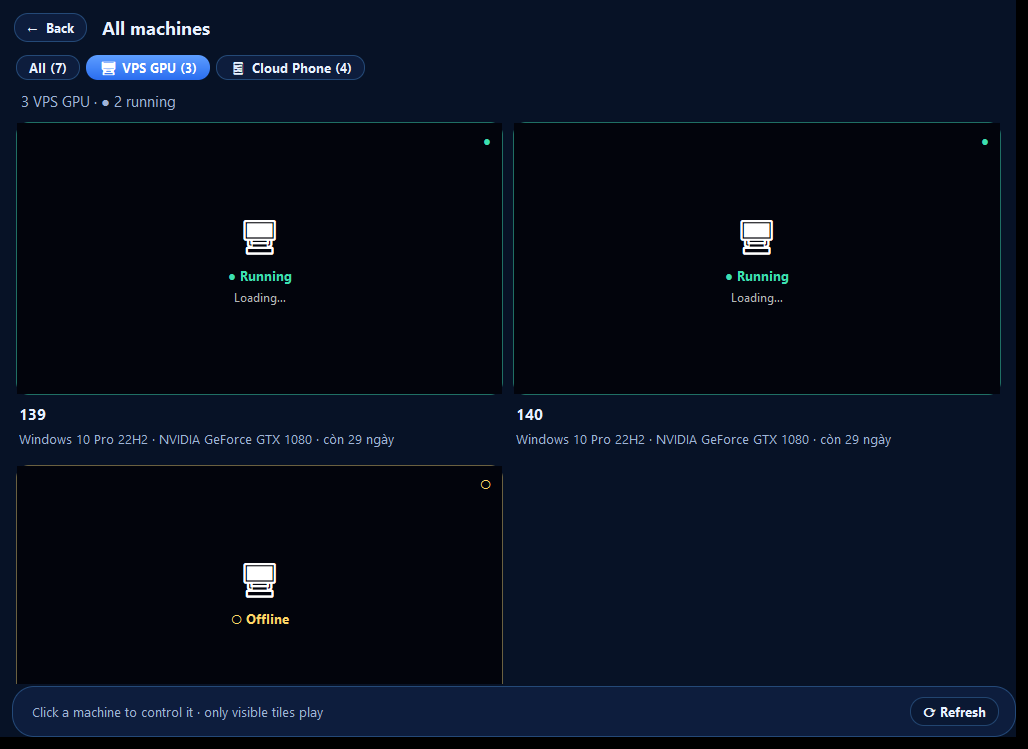 ← Back All machines
All (7) VPS GPU (3) Cloud Phone (4)
3 VPS GPU · ● 2 running
● Running
Loading...
● Running
Loading...
139
Windows 10 Pro 22H2 · NVIDIA GeForce GTX 1080 · còn 29 ngày
140
Windows 10 Pro 22H2 · NVIDIA GeForce GTX 1080 · còn 29 ngày
○ Offline
Click a machine to control it · only visible tiles play
⟳ Refresh